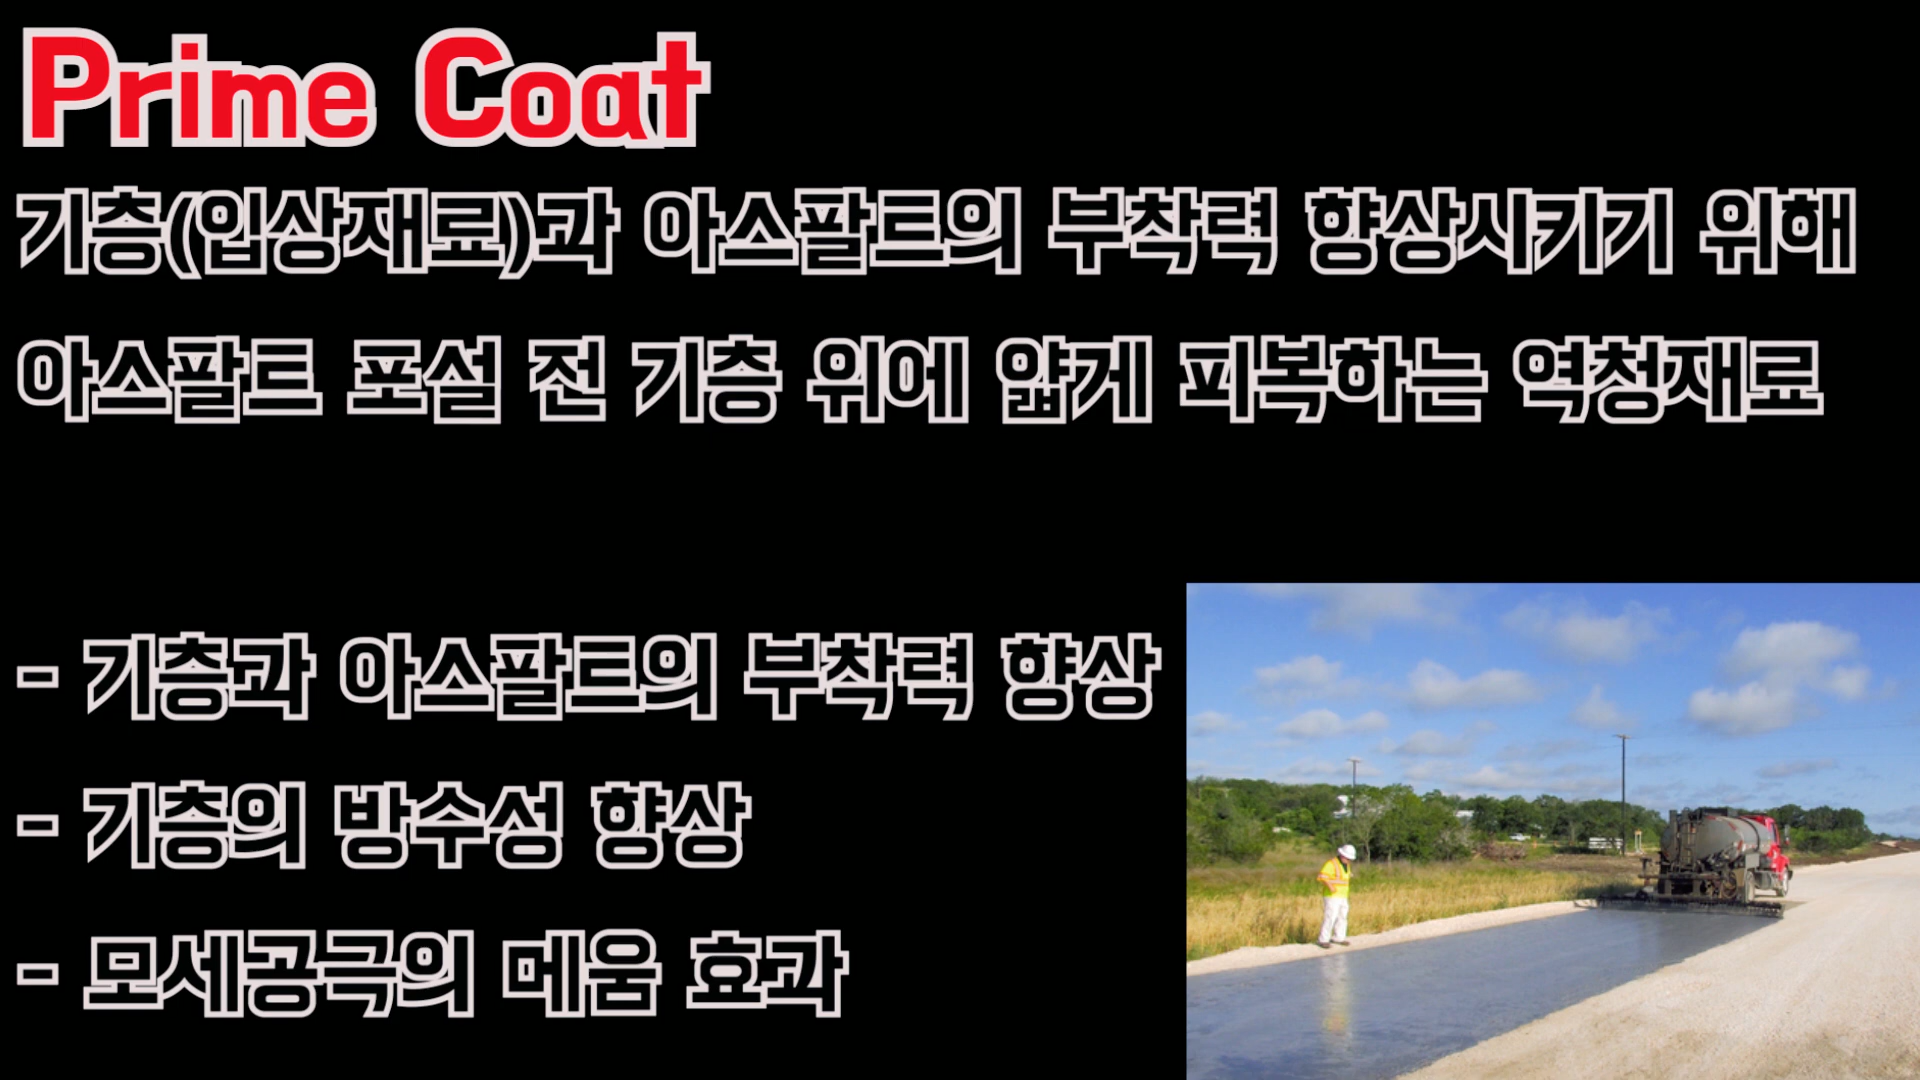 Prime Coat
기층(입상재료)과 아스팔트의 부착력 향상시키기 위해
아스팔트 포설 전 기층 위에 얇게 피복하는 역청재료
- 기층과 아스팔트의 부착력 향상
- 기층의 방수성 향상
- 모세공극의 메움 효과